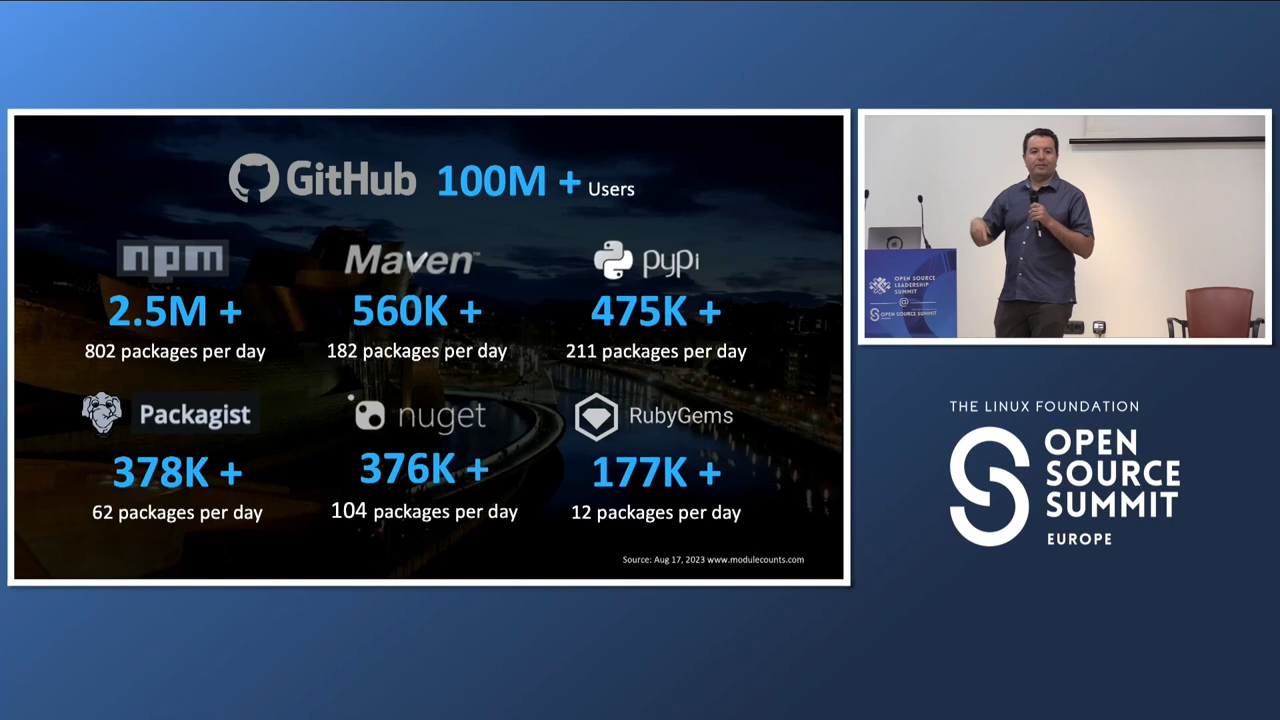 GitHub 100M + Users
npm
2.5M +
802 packages per day
Maven™
560K +
182 packages per day
pypi
475K +
211 packages per day
Packagist
378K +
62 packages per day
nuget
376K +
104 packages per day
RubyGems
177K +
12 packages per day
Source: Aug 17, 2023 www.modulecounts.com
OPEN SOURCE
LEADERSHIP
SUMMIT
@
OPEN SOURCE SUMMIT
THE LINUX FOUNDATION
OPEN
SOURCE
SUMMIT
EUROPE